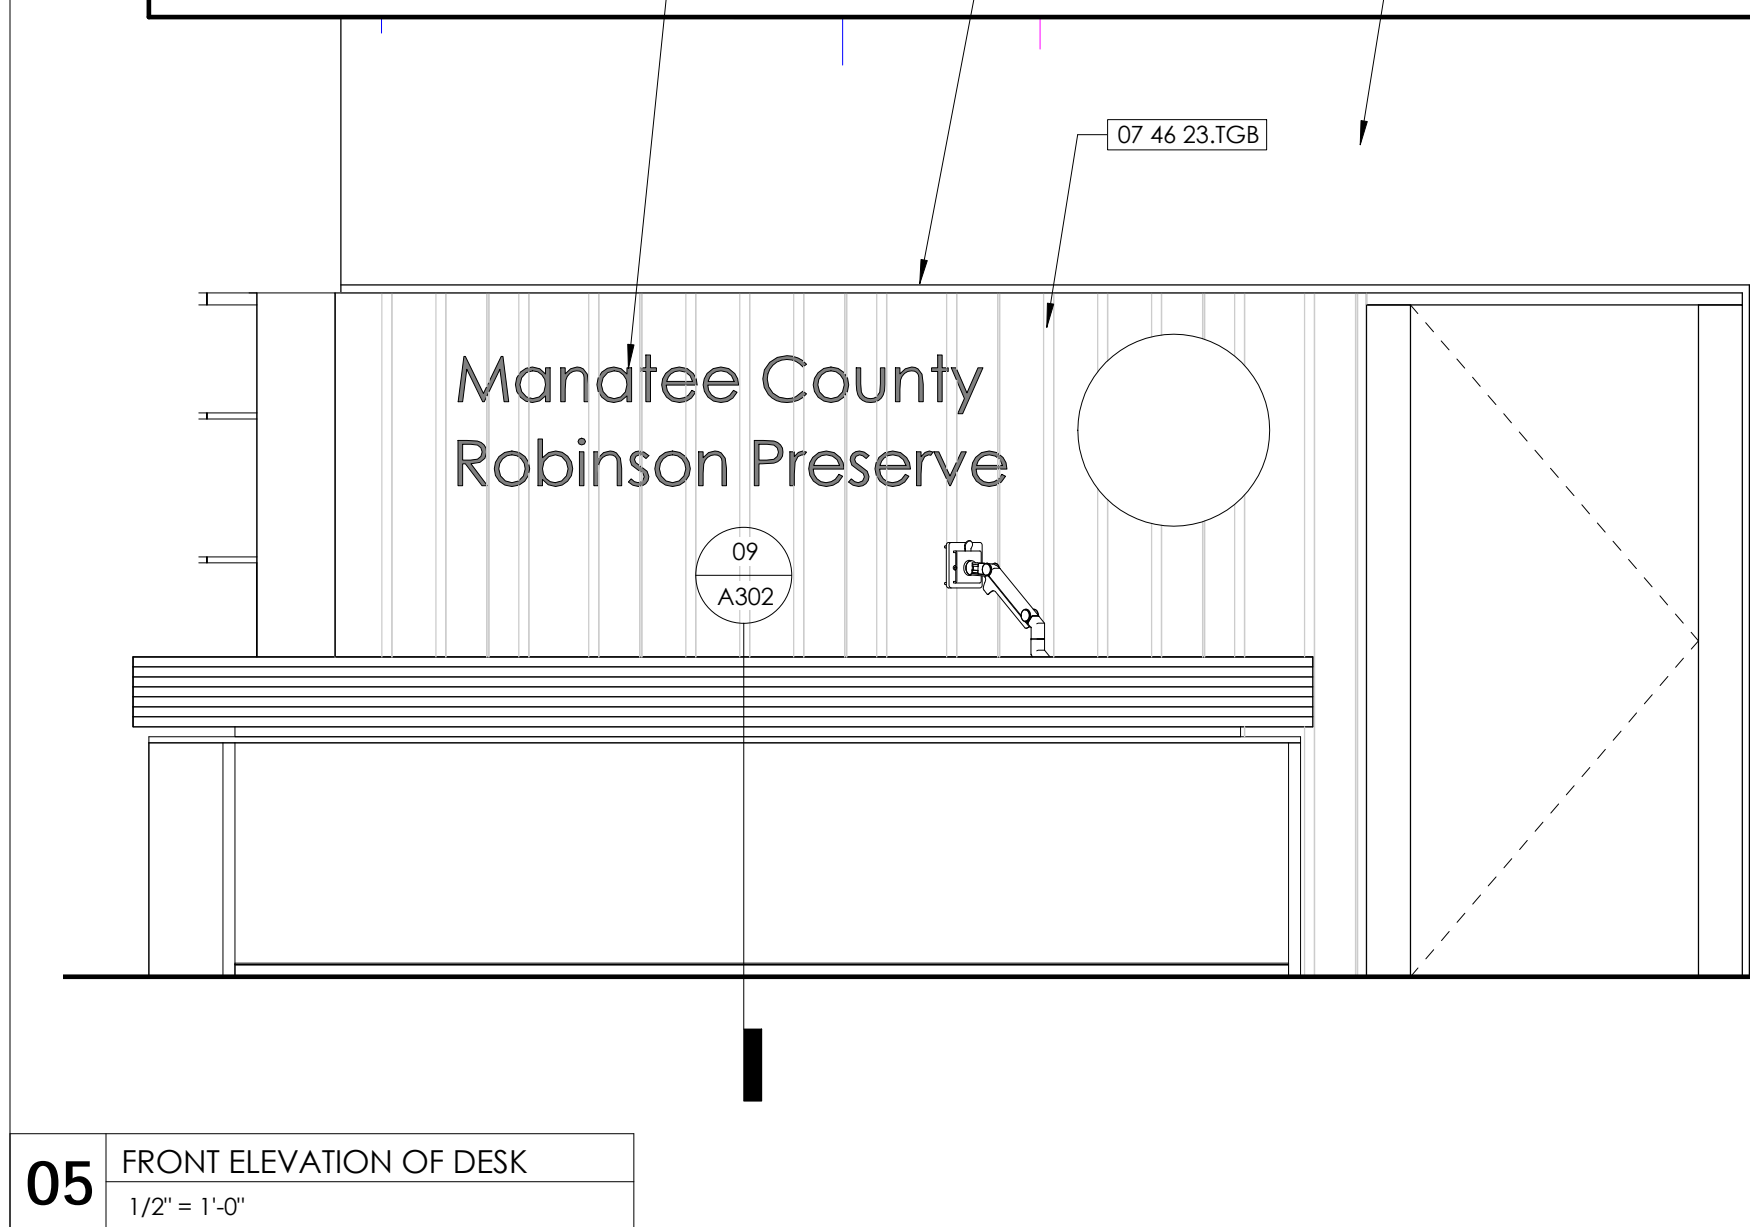 07 46 23.TGB
Manatee County
Robinson Preserve
09
A302
05
FRONT ELEVATION OF DESK
1/2" = 1'-0"